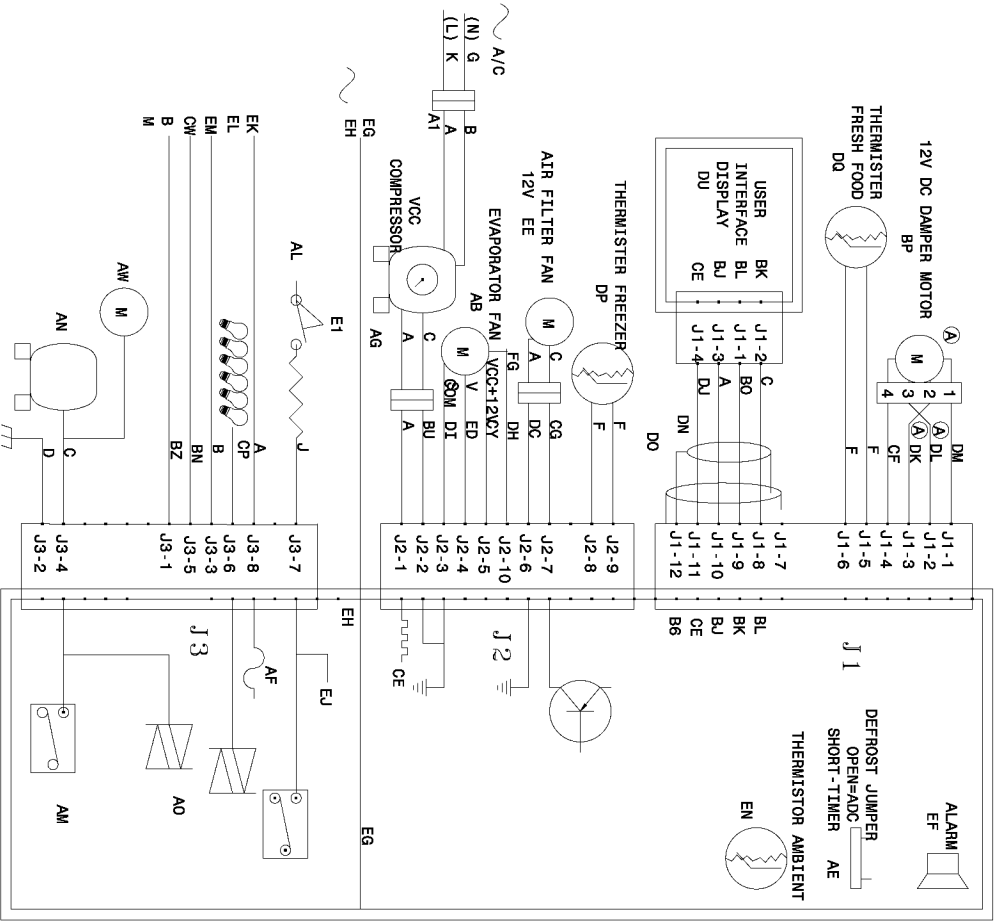 12V DC DAMPER MOTOR
BP
A
M
1
2
3
4
A
A
DM
DL
DK
CF
THERMISTER
FRESH FOOD
DQ
F
F
USER
INTERFACE
DISPLAY
DU
BK
BL
BJ
CE
J1-2
J1-1
J1-3
J1-4
C
BO
A
DJ
DN
DO
J1-1
J1-2
J1-3
J1-4
J1-5
J1-6
J1-7
J1-8
J1-9
J1-10
J1-11
J1-12
BL
BK
BJ
CE
B6
J1
ALARM
EF
DEFROST JUMPER
OPEN=ADC
SHORT-TIMER AE
THERMISTOR AMBIENT
EN
THERMISTER FREEZER
DP
F
F
AIR FILTER FAN
12V EE
M
C
A
CG
DC
EVAPORATOR FAN
AB
M
FG
VCC+12V
V
COM
DH
CY
ED
DI
A/C
(N) G
(L) K
B
A
A1
VCC
COMPRESSOR
AG
C
A
BU
A
J2-9
J2-8
J2-7
J2-6
J2-10
J2-5
J2-4
J2-3
J2-2
J2-1
J2
CE
EG
EH
EG
EH
AL
E1
J
EK
EL
EM
CW
B
M
A
CP
B
BN
BZ
AW
M
AN
C
D
J3-7
J3-8
J3-6
J3-3
J3-5
J3-1
J3-4
J3-2
J3
EJ
AF
AO
AM